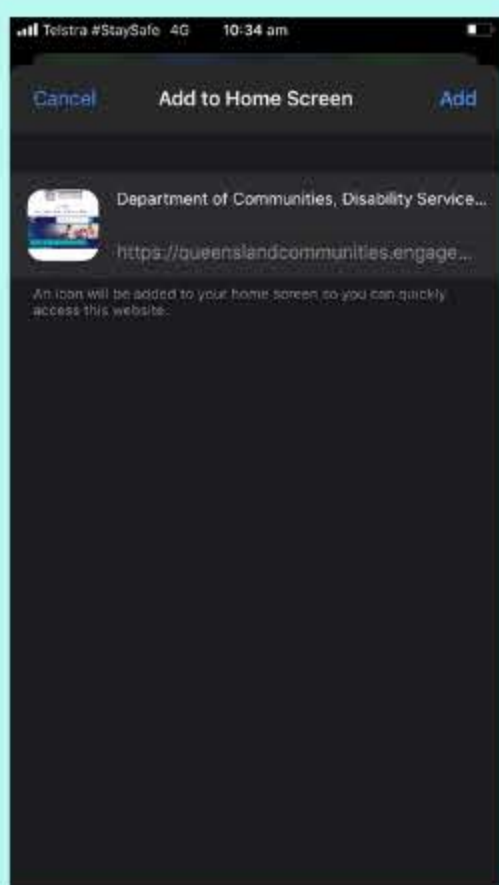 Telstra #StaySafe 4G 10:34 am
Cancel Add to Home Screen Add
Department of Communities, Disability Service...
https://queenslandcommunities.engage...
An icon will be added to your home screen so you can quickly
access this website.